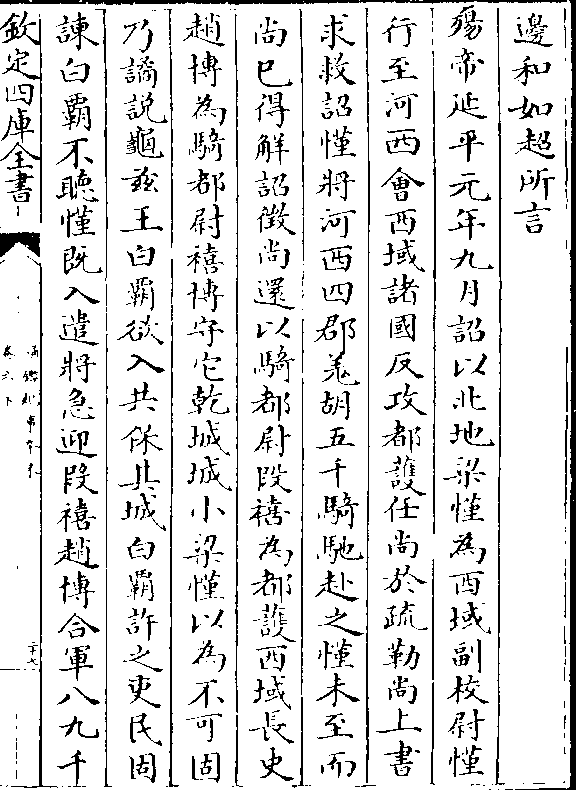 邊和如超所言
殤帝延平元年九月詔以北地梁慬為西域副校尉慬
行至河西會西域諸國反攻都護任尚於疏勒尚上書
求救詔慬將河西四郡羌胡五千騎馳赴之慬未至而
尚已得解詔徵尚還以騎都尉段禧為都護西域長史
趙博為騎都尉禧博守它乾城城小梁慬以為不可固
乃譎說龜兹王白霸欲入共保其城白霸許之吏民固
諫白霸不聽慬既入遣將急迎段禧趙博合軍八九千
欽定四庫全書
通鑑紀事本末
卷六下
二十七